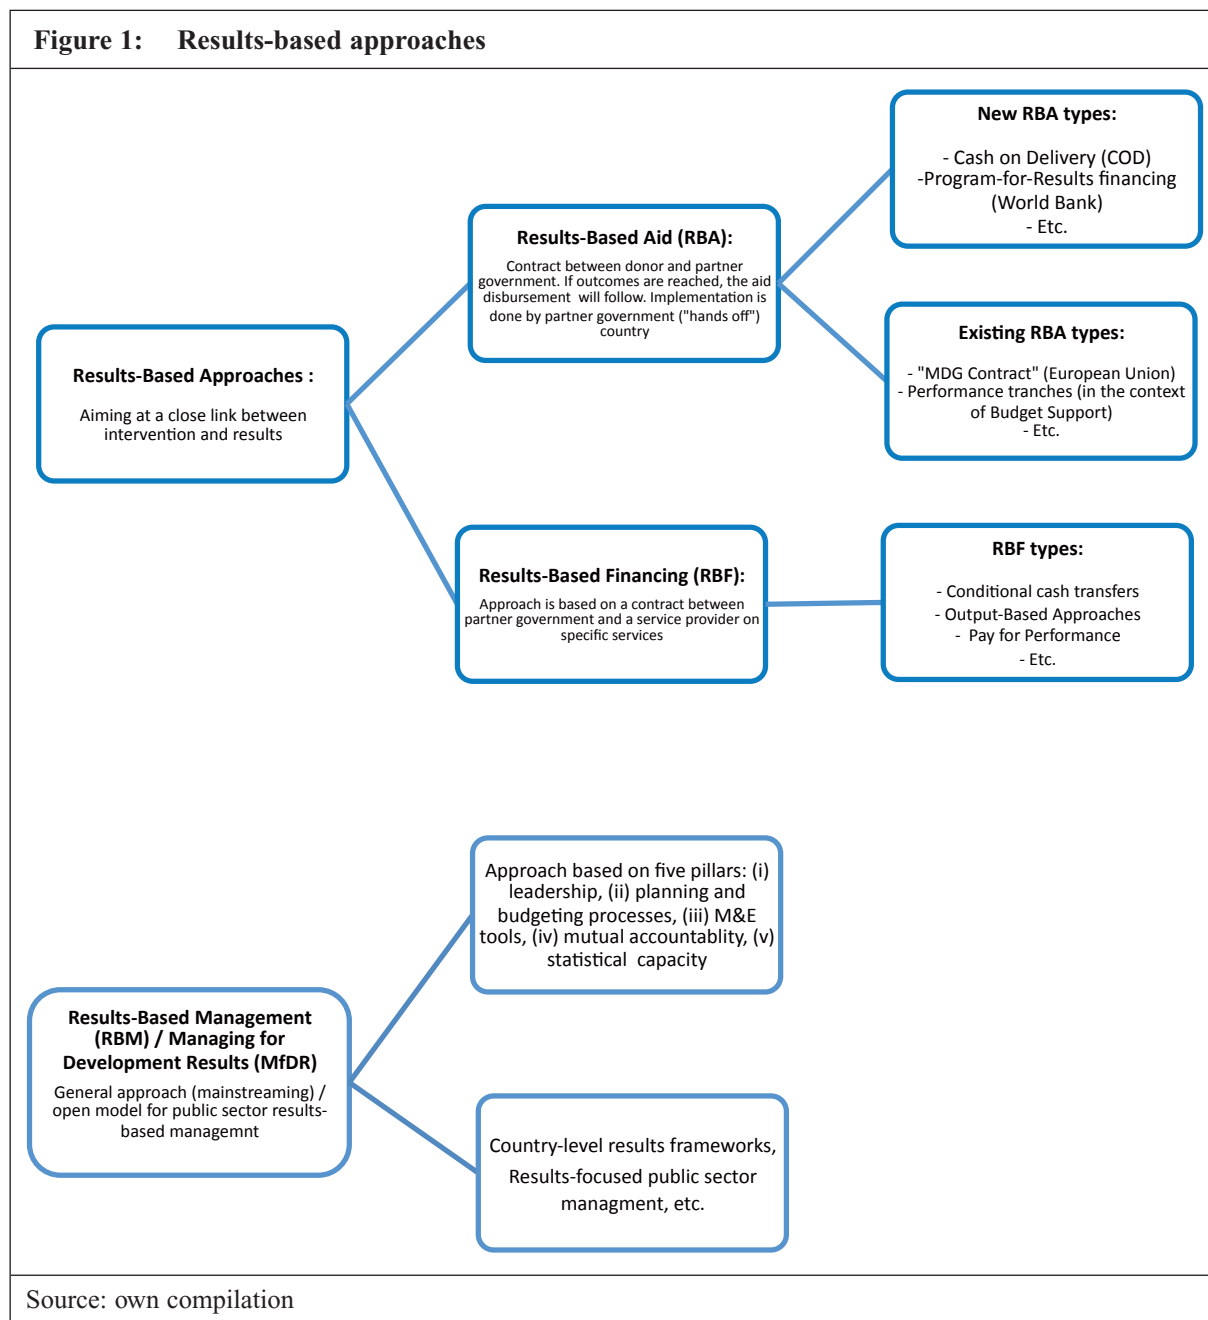 Figure 1: Results-based approaches
New RBA types:
- Cash on Delivery (COD)
-Program-for-Results financing
(World Bank)
- Etc.
Results-Based Aid (RBA):
Contract between donor and partner
government. If outcomes are reached, the aid
disbursement will follow. Implementation is
done by partner government ("hands off")
country
Existing RBA types:
- "MDG Contract" (European Union)
- Performance tranches (in the context
of Budget Support)
- Etc.
Results-Based Approaches :
Aiming at a close link between
intervention and results
Results-Based Financing (RBF):
Approach is based on a contract between
partner government and a service provider on
specific services
RBF types:
- Conditional cash transfers
- Output-Based Approaches
- Pay for Performance
- Etc.
Approach based on five pillars: (i)
leadership, (ii) planning and
budgeting processes, (iii) M&E
tools, (iv) mutual accountablity, (v)
statistical capacity
Results-Based Management
(RBM) / Managing for
Development Results (MfDR)
General approach (mainstreaming) /
open model for public sector results-
based managemnt
Country-level results frameworks,
Results-focused public sector
managment, etc.
Source: own compilation